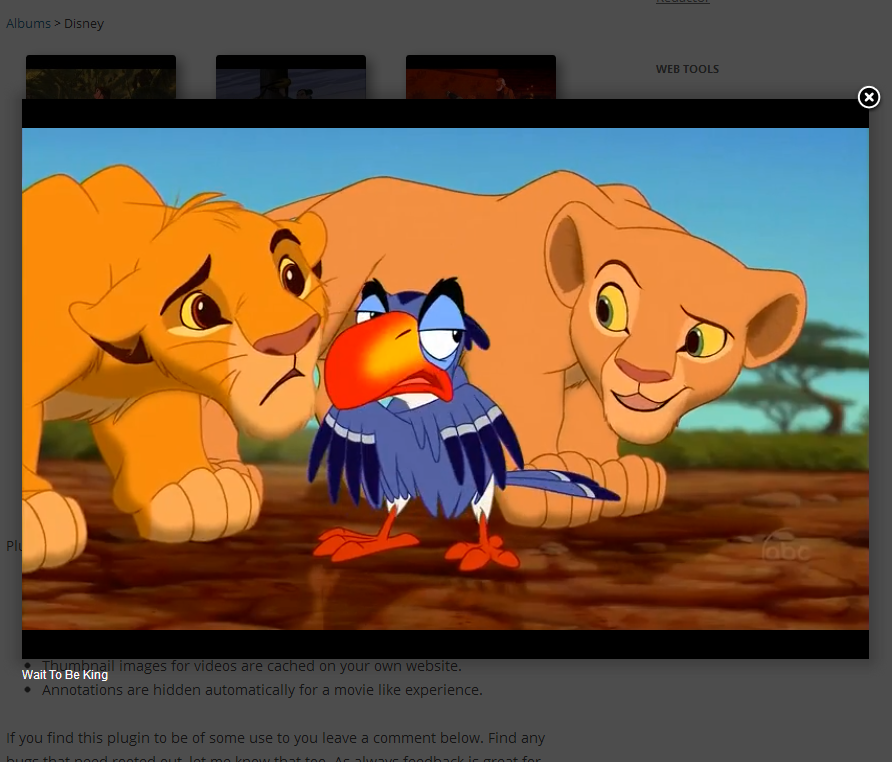 Redactor
Albums > Disney
WEB TOOLS
abc
Thumbnail images for videos are cached on your own website.
Wait To Be King
Annotations are hidden automatically for a movie like experience.
If you find this plugin to be of some use to you leave a comment below. Find any
bugs that need rooted out, let me know that too. As always feedback is great for